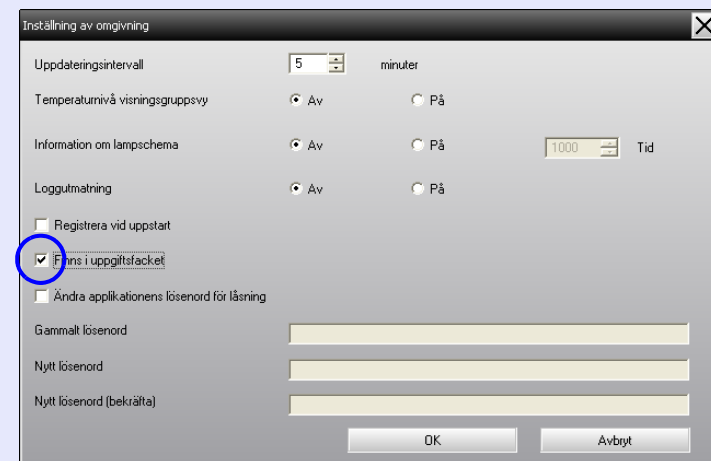 Inställning av omgivning
Uppdateringsintervall 5 minuter
Temperaturnivå visningsgruppsvy Av På
Information om lampschema Av På 1000 Tid
Loggutmatning Av På
Registrera vid uppstart
Finns i uppgiftsfacket
Ändra applikationens lösenord för låsning
Gammalt lösenord
Nytt lösenord
Nytt lösenord (bekräfta)
OK Avbryt